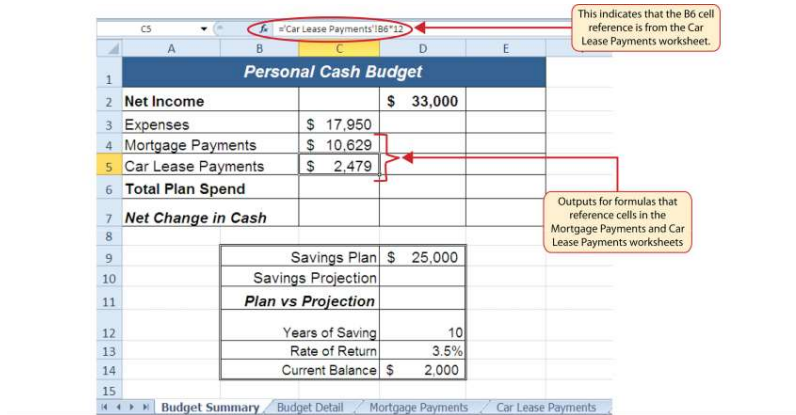 This indicates that the B6 cell
reference is from the Car
Lease Payments worksheet.
C5 fx ='Car Lease Payments'!B6*12
A B C D E
1 Personal Cash Budget
2 Net Income $ 33,000
3 Expenses $ 17,950
4 Mortgage Payments $ 10,629
5 Car Lease Payments $ 2,479
6 Total Plan Spend
7 Net Change in Cash
Outputs for formulas that
reference cells in the
Mortgage Payments and Car
Lease Payments worksheets
8
9 Savings Plan $ 25,000
10 Savings Projection
11 Plan vs Projection
12 Years of Saving 10
13 Rate of Return 3.5%
14 Current Balance $ 2,000
15
Budget Summary Budget Detail Mortgage Payments Car Lease Payments